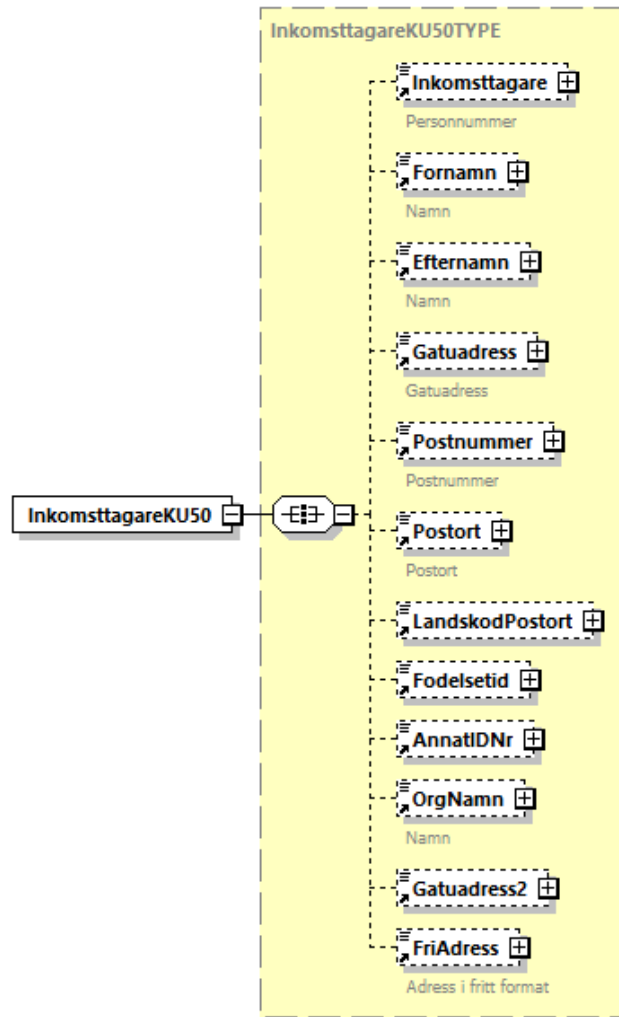 InkomsttagareKU50TYPE
Inkomsttagare
Personnummer
Fornamn
Namn
Efternamn
Namn
Gatuadress
Gatuadress
Postnummer
Postnummer
InkomsttagareKU50
Postort
Postort
LandskodPostort
Fodelsetid
AnnatIDNr
OrgNamn
Namn
Gatuadress2
FriAdress
Adress i fritt format